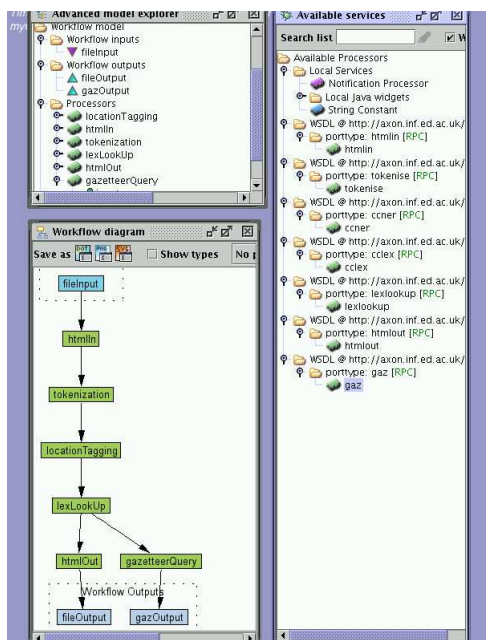 Advanced model explorer
Workflow model
Workflow inputs
fileInput
Workflow outputs
fileOutput
gazOutput
Processors
locationTagging
htmlIn
tokenization
lexLookUp
htmlOut
gazetteerQuery
Workflow diagram
Save as
Show types
fileInput
htmlIn
tokenization
locationTagging
lexLookUp
htmlOut gazetteerQuery
Workflow Outputs
fileOutput gazOutput
Available services
Search list
Available Processors
Local Services
Notification Processor
Local Java widgets
String Constant
WSDL @ http://axon.inf.ed.ac.uk/
porttype: htmlin [RPC]
htmlin
WSDL @ http://axon.inf.ed.ac.uk/
porttype: tokenise [RPC]
tokenise
WSDL @ http://axon.inf.ed.ac.uk/
porttype: ccner [RPC]
ccner
WSDL @ http://axon.inf.ed.ac.uk/
porttype: cclex [RPC]
cclex
WSDL @ http://axon.inf.ed.ac.uk/
porttype: lexlookup [RPC]
lexlookup
WSDL @ http://axon.inf.ed.ac.uk/
porttype: htmlout [RPC]
htmlout
WSDL @ http://axon.inf.ed.ac.uk/
porttype: gaz [RPC]
gaz